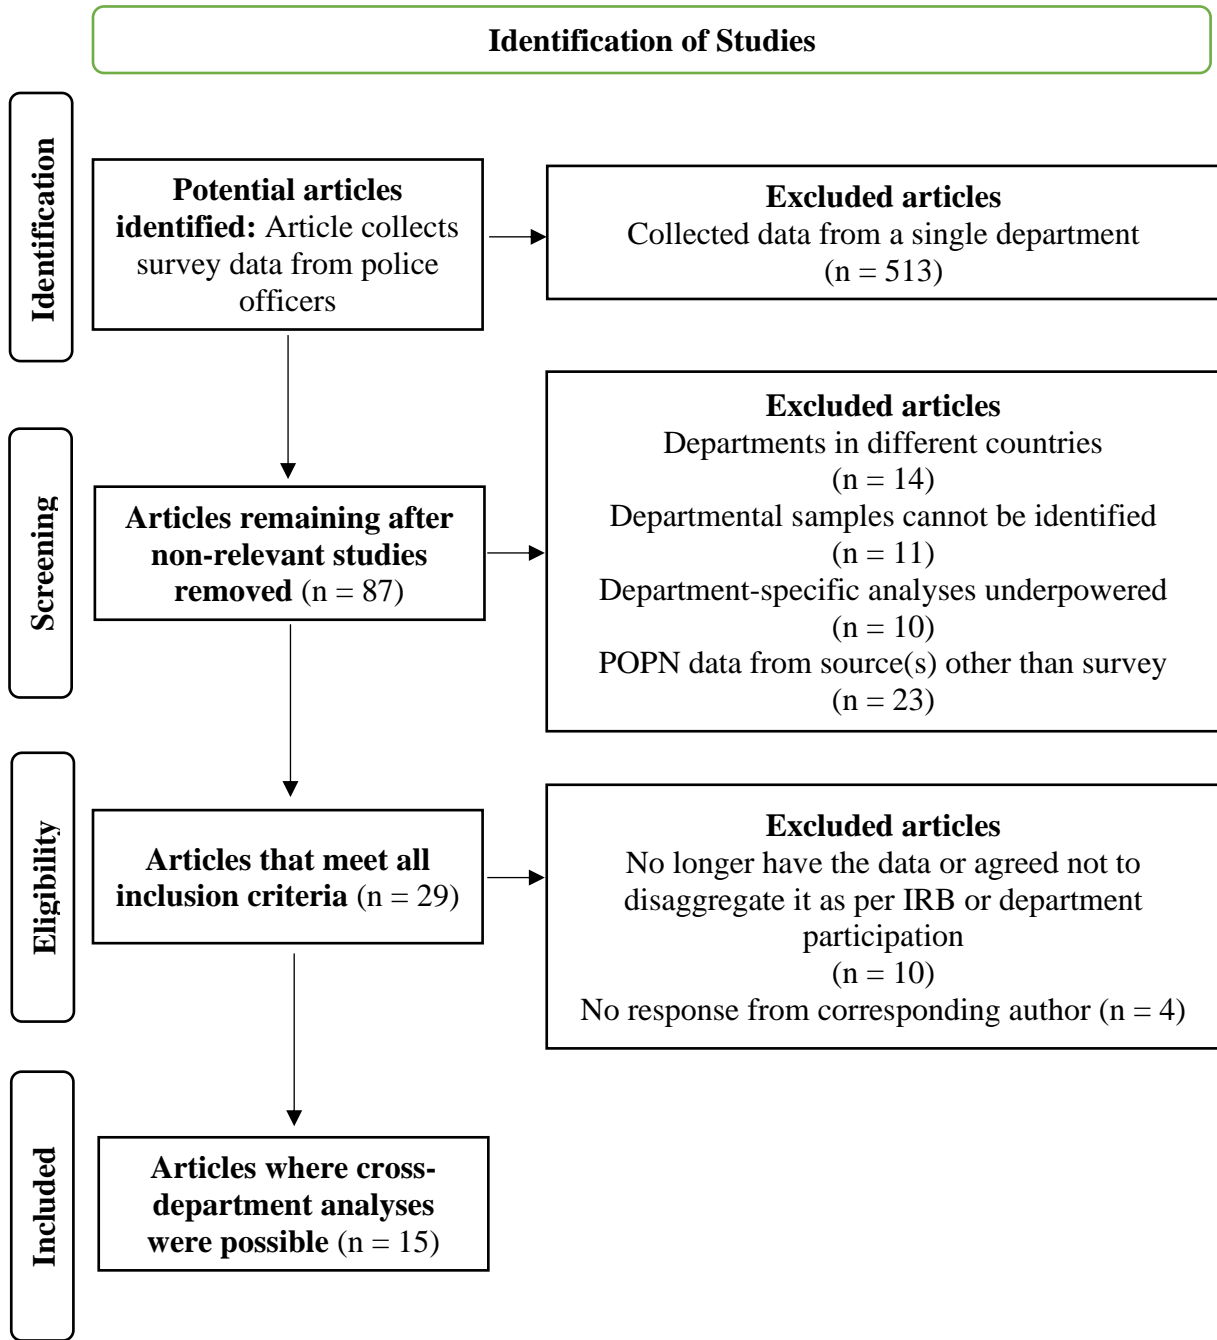 Identification of Studies
Identification
Potential articles
identified: Article collects
survey data from police
officers
Excluded articles
Collected data from a single department
(n = 513)
Screening
Articles remaining after
non-relevant studies
removed (n = 87)
Excluded articles
Departments in different countries
(n = 14)
Departmental samples cannot be identified
(n = 11)
Department-specific analyses underpowered
(n = 10)
POPN data from source(s) other than survey
(n = 23)
Eligibility
Articles that meet all
inclusion criteria (n = 29)
Excluded articles
No longer have the data or agreed not to
disaggregate it as per IRB or department
participation
(n = 10)
No response from corresponding author (n = 4)
Included
Articles where cross-
department analyses
were possible (n = 15)